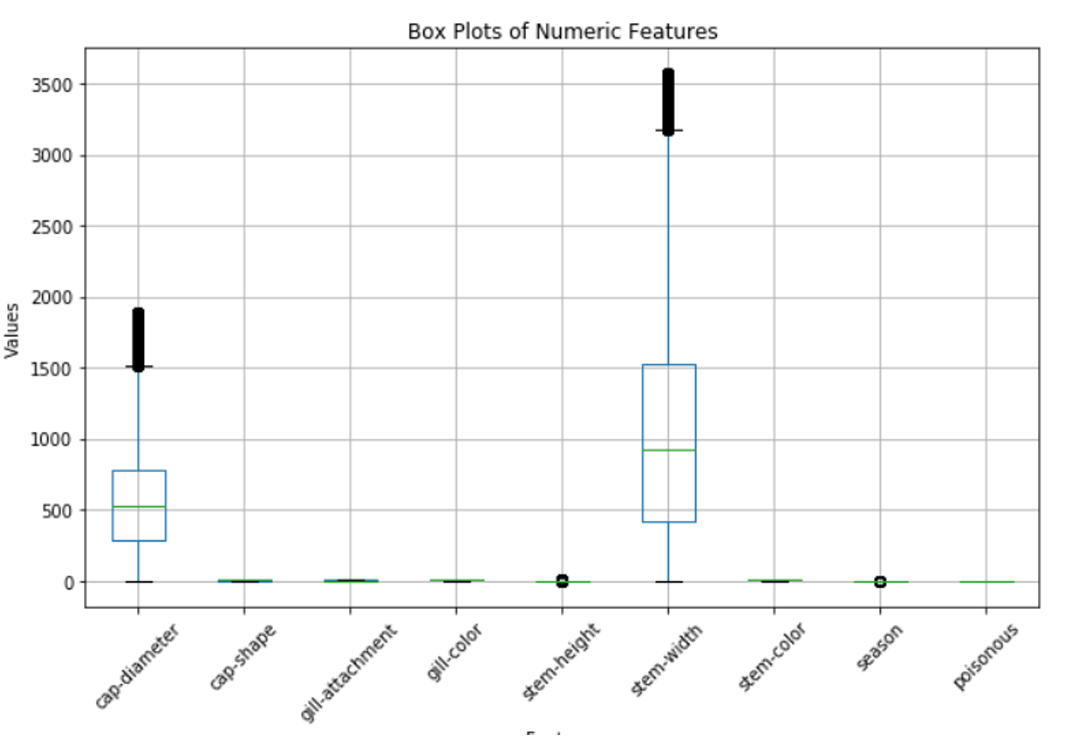 Box Plots of Numeric Features
3500
3000
2500
2000
1500
1000
500
0
Values
cap-diameter
cap-shape
gill-attachment
gill-color
stem-height
stem-width
stem-color
season
poisonous